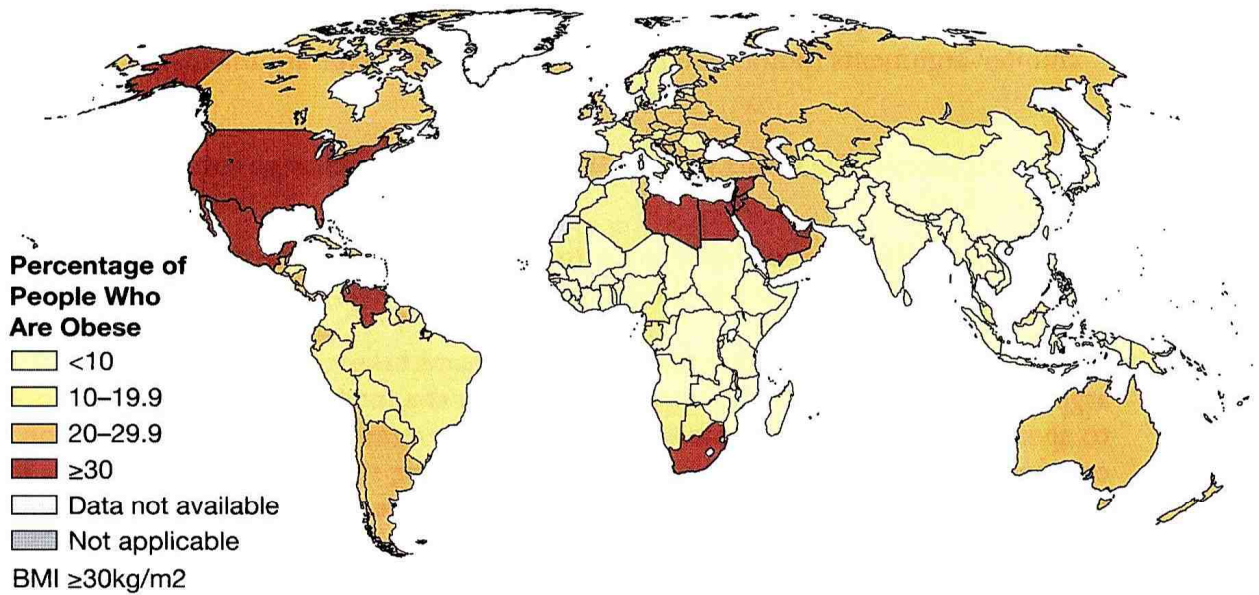 Percentage of
People Who
Are Obese
<10
10–19.9
20–29.9
≥30
Data not available
Not applicable
BMI ≥30kg/m2